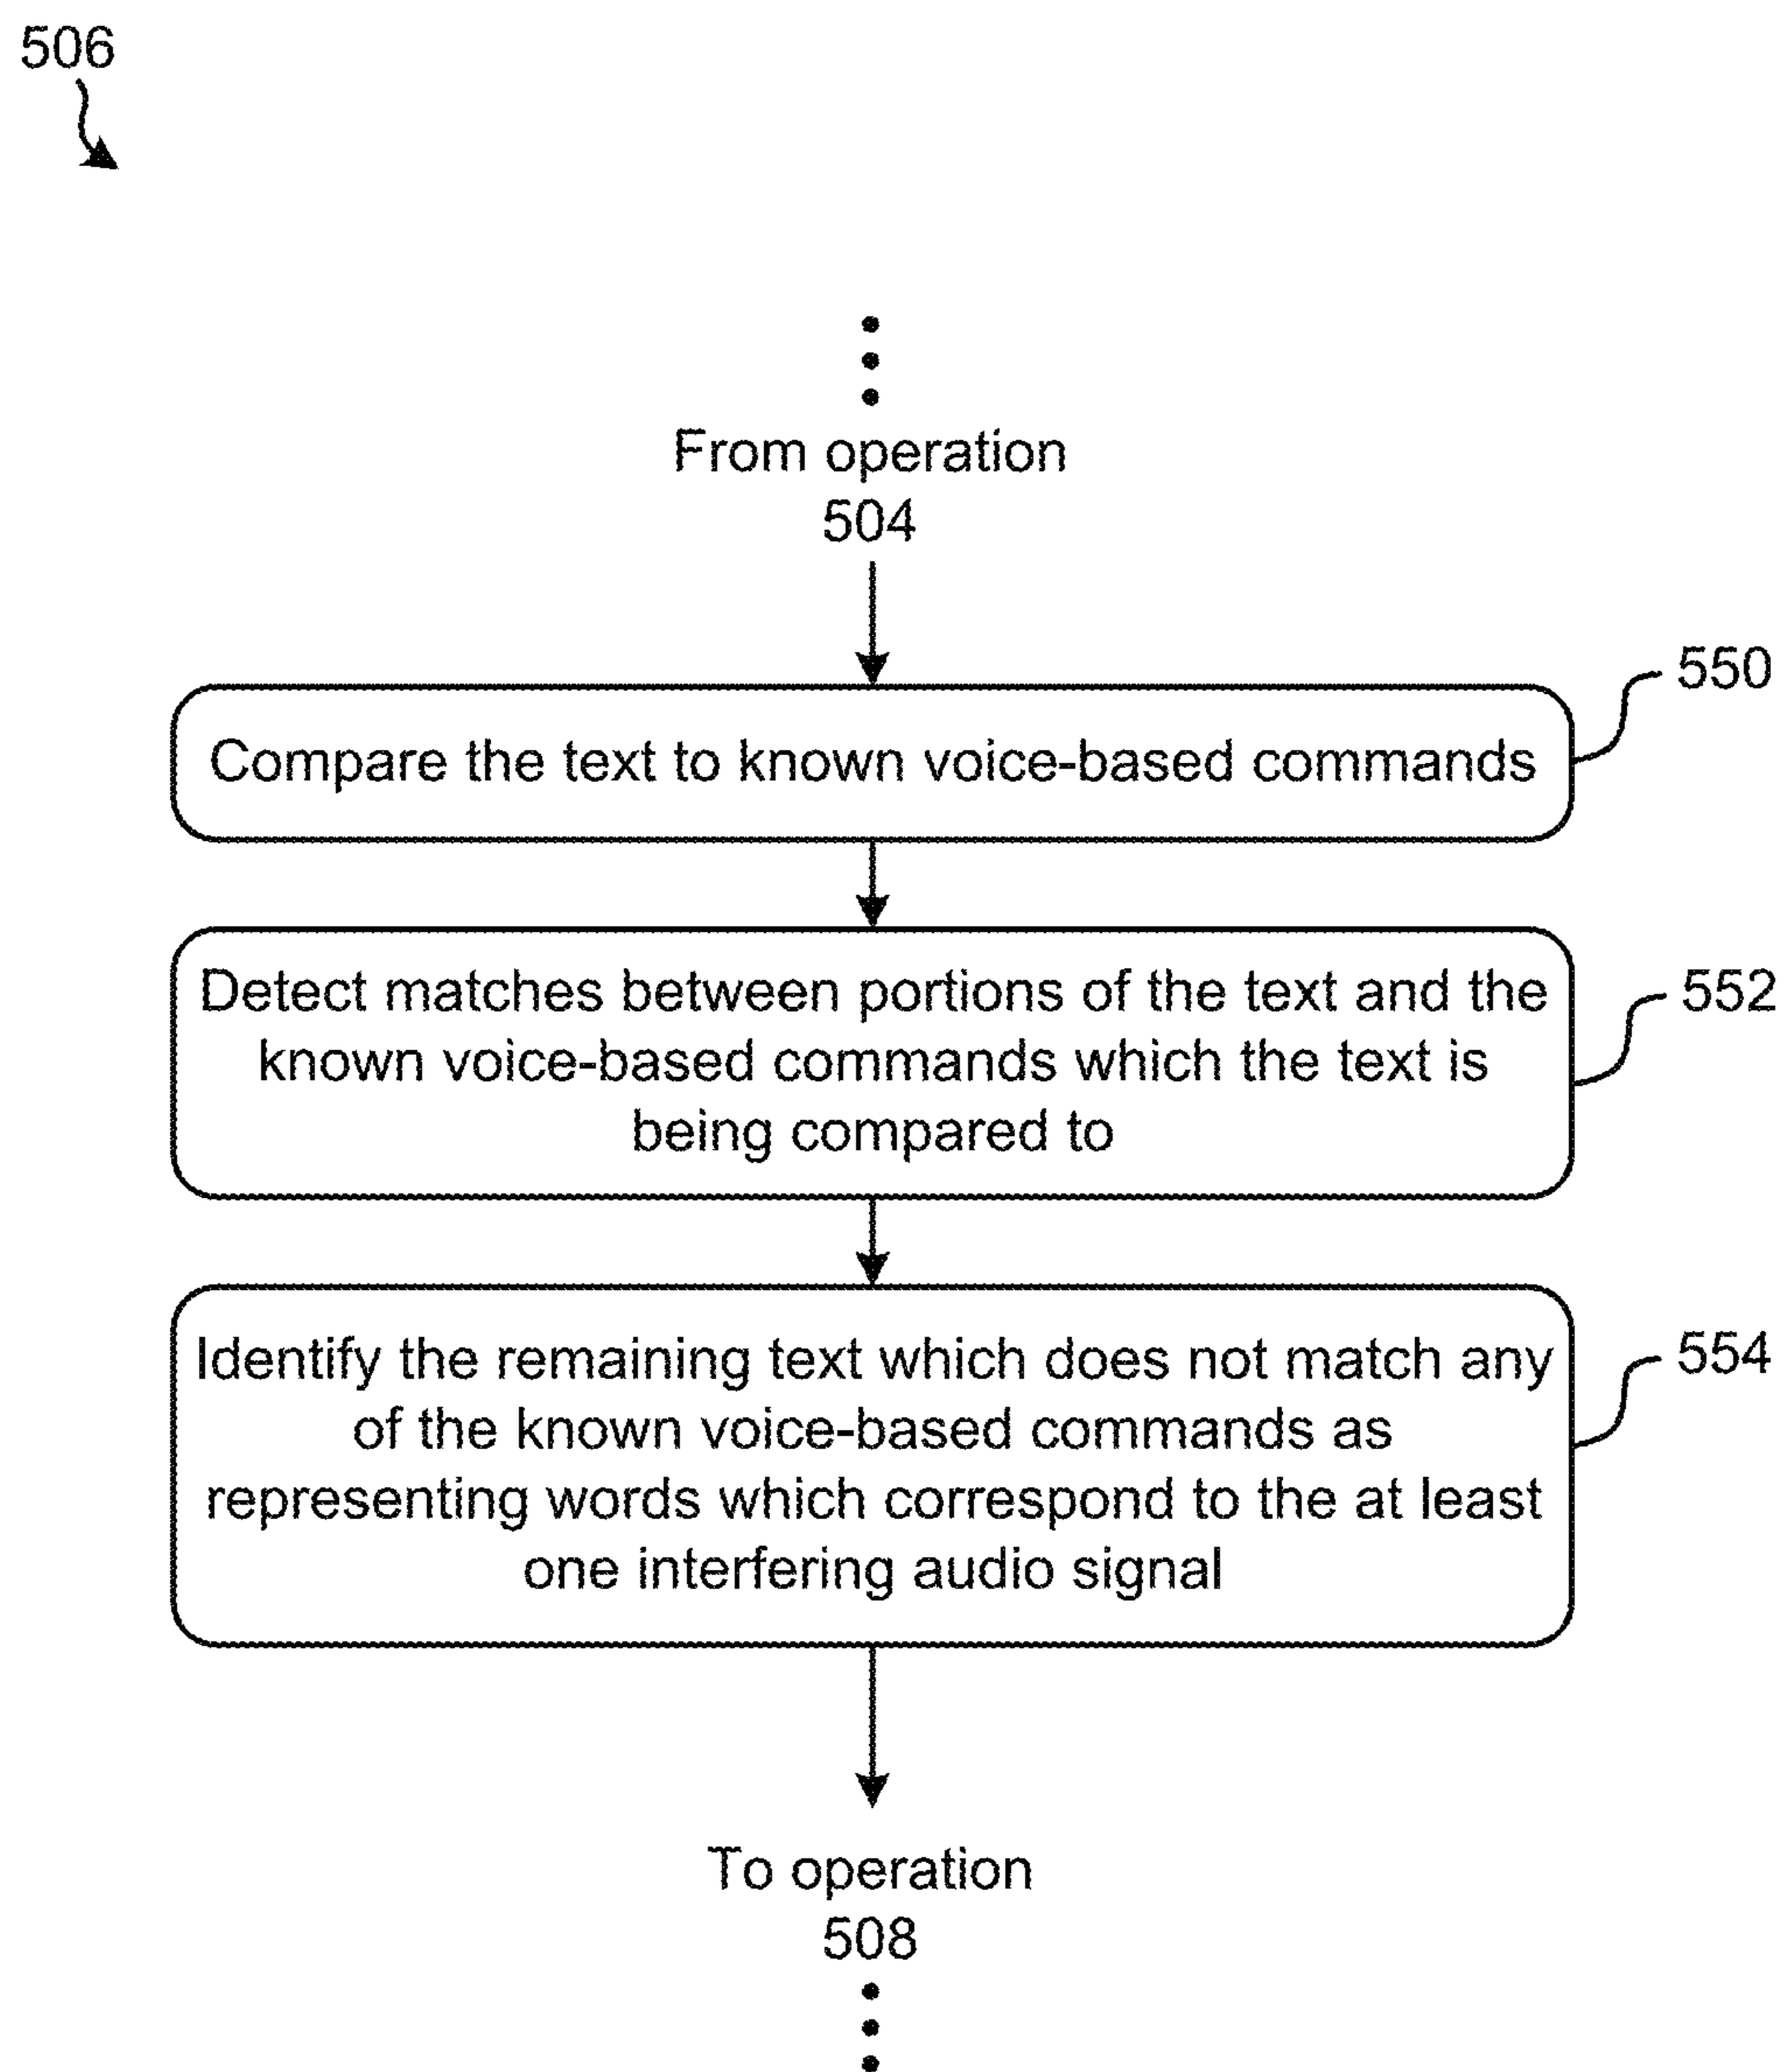 506
From operation
504
Compare the text to known voice-based commands
550
Detect matches between portions of the text and the
known voice-based commands which the text is
being compared to
552
Identify the remaining text which does not match any
of the known voice-based commands as
representing words which correspond to the at least
one interfering audio signal
554
To operation
508